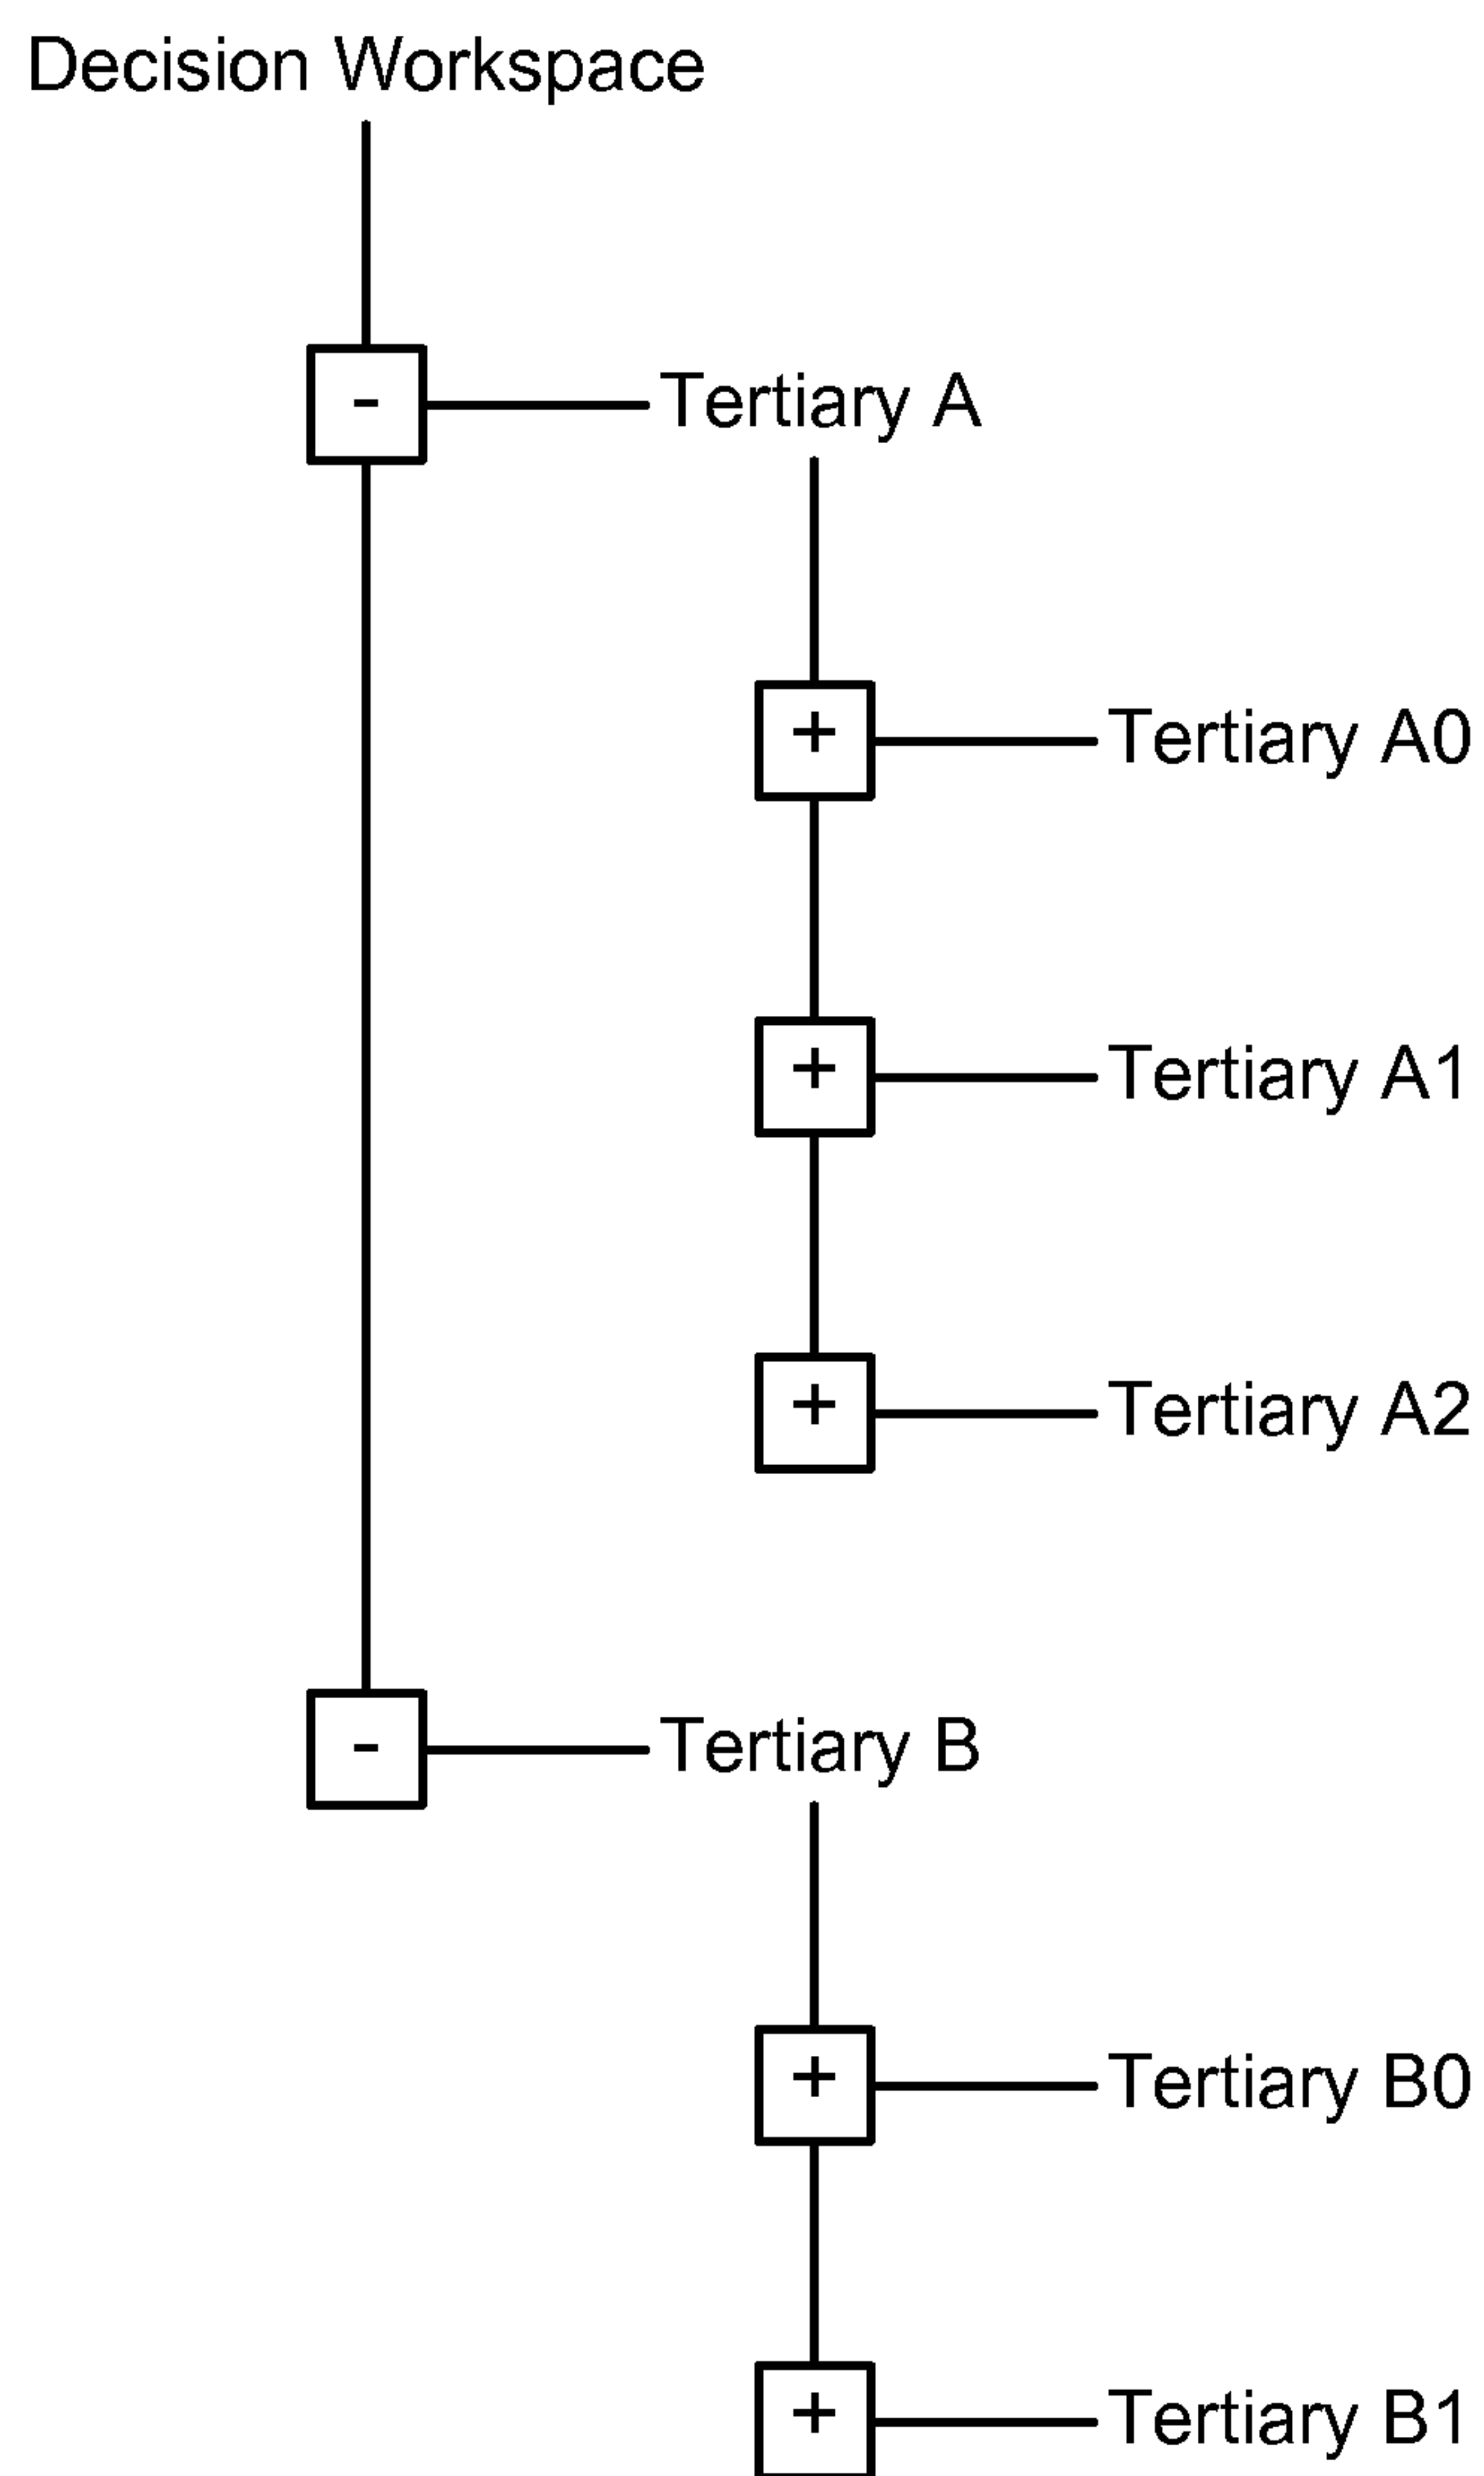 Decision Workspace
- Tertiary A
+ Tertiary A0
+ Tertiary A1
+ Tertiary A2
- Tertiary B
+ Tertiary B0
+ Tertiary B1